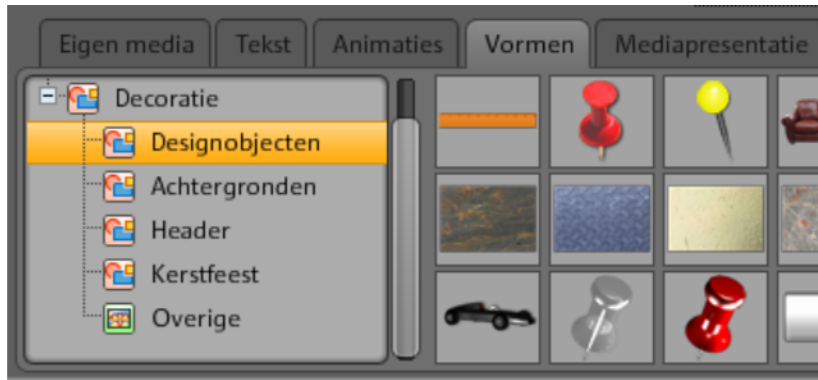 Eigen media Tekst Animaties Vormen Mediapresentatie
Decoratie
Designobjecten
Achtergronden
Header
Kerstfeest
Overige